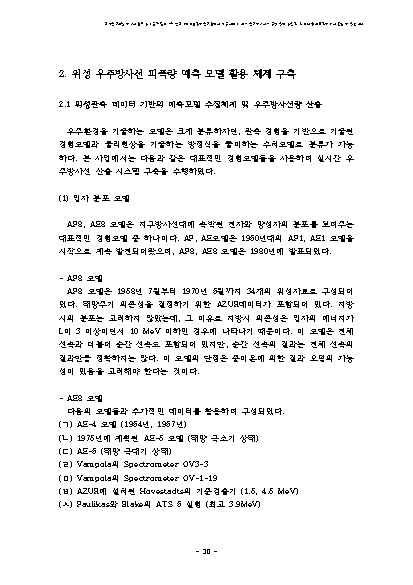 2. 위성 우주방사선 피폭량 예측 모델 활용 체계 구축
2.1 위성관측 데이터 기반의 예측모델 수정체계 및 우주방사선량 산출
우주환경을 기술하는 모델은 크게 분류하자면, 관측 경험을 기반으로 기술된
경험모델과 물리현상을 기술하는 방정식을 풀이하는 수치모델로 분류가 가능
하다. 본 사업에서는 다음과 같은 대표적인 경험모델들을 사용하여 실시간 우
주방사선 산출 시스템 구축을 수행하였다.
(1) 입자 분포 모델
AP8, AE8 모델은 지구방사선대에 속박된 전자와 양성자의 분포를 보여주는
대표적인 경험모델 중 하나이다. AP, AE모델은 1960년대의 AP1, AE1 모델을
시작으로 계속 발전되어왔으며, AP8, AE8 모델은 1980년에 발표되었다.
- AP8 모델
AP8 모델은 1958년 7월부터 1970년 6월까지 34개의 위성자료로 구성되어
있다. 태양주기 의존성을 결정하기 위한 AZUR데이터가 포함되어 있다. 지방
시의 분포는 고려하지 않았는데, 그 이유로 지방시 의존성은 입자의 에너지가
L이 3 이상이면서 10 MeV 이하인 경우에 나타나기 때문이다. 이 모델은 전체
선속과 더불어 순간 선속도 포함되어 있지만, 순간 선속의 결과는 전체 선속의
결과만큼 정확하지는 않다. 이 모델의 단점은 중이온에 의한 결과 오염의 가능
성이 있음을 고려해야 한다는 것이다.
- AE8 모델
다음의 모델들과 추가적인 데이터를 활용하여 구성되었다.
(ㄱ) AE-4 모델 (1964년, 1967년)
(ㄴ) 1975년에 계획된 AE-5 모델 (태양 극소기 상태)
(ㄷ) AE-6 (태양 극대기 상태)
(ㄹ) Vampola의 Spectrometer OV3-3
(ㅁ) Vampola의 Spectrometer OV-1-19
(ㅂ) AZUR에 설치된 Hovestadts의 기준검출기 (1.5, 4.5 MeV)
(ㅅ) Paulikas와 Blake의 ATS 6 실험 (최고 3.9MeV)
- 30 -